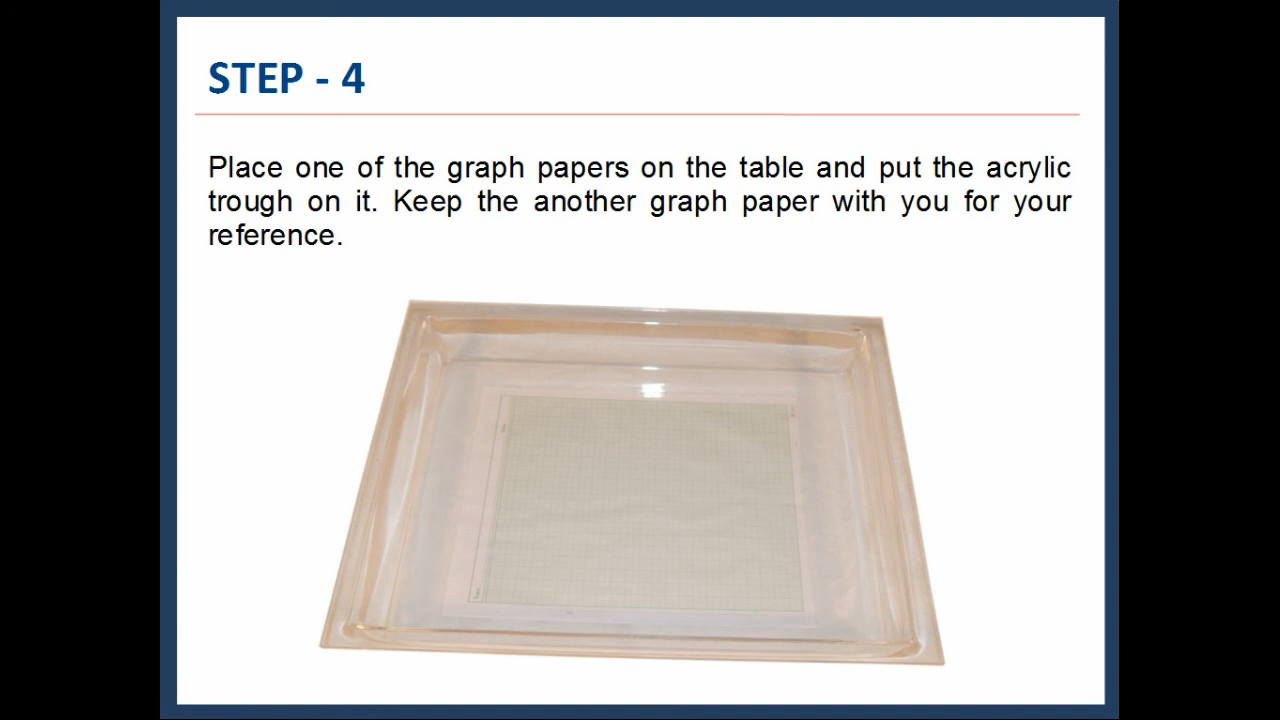 STEP - 4
Place one of the graph papers on the table and put the acrylic
trough on it. Keep the another graph paper with you for your
reference.